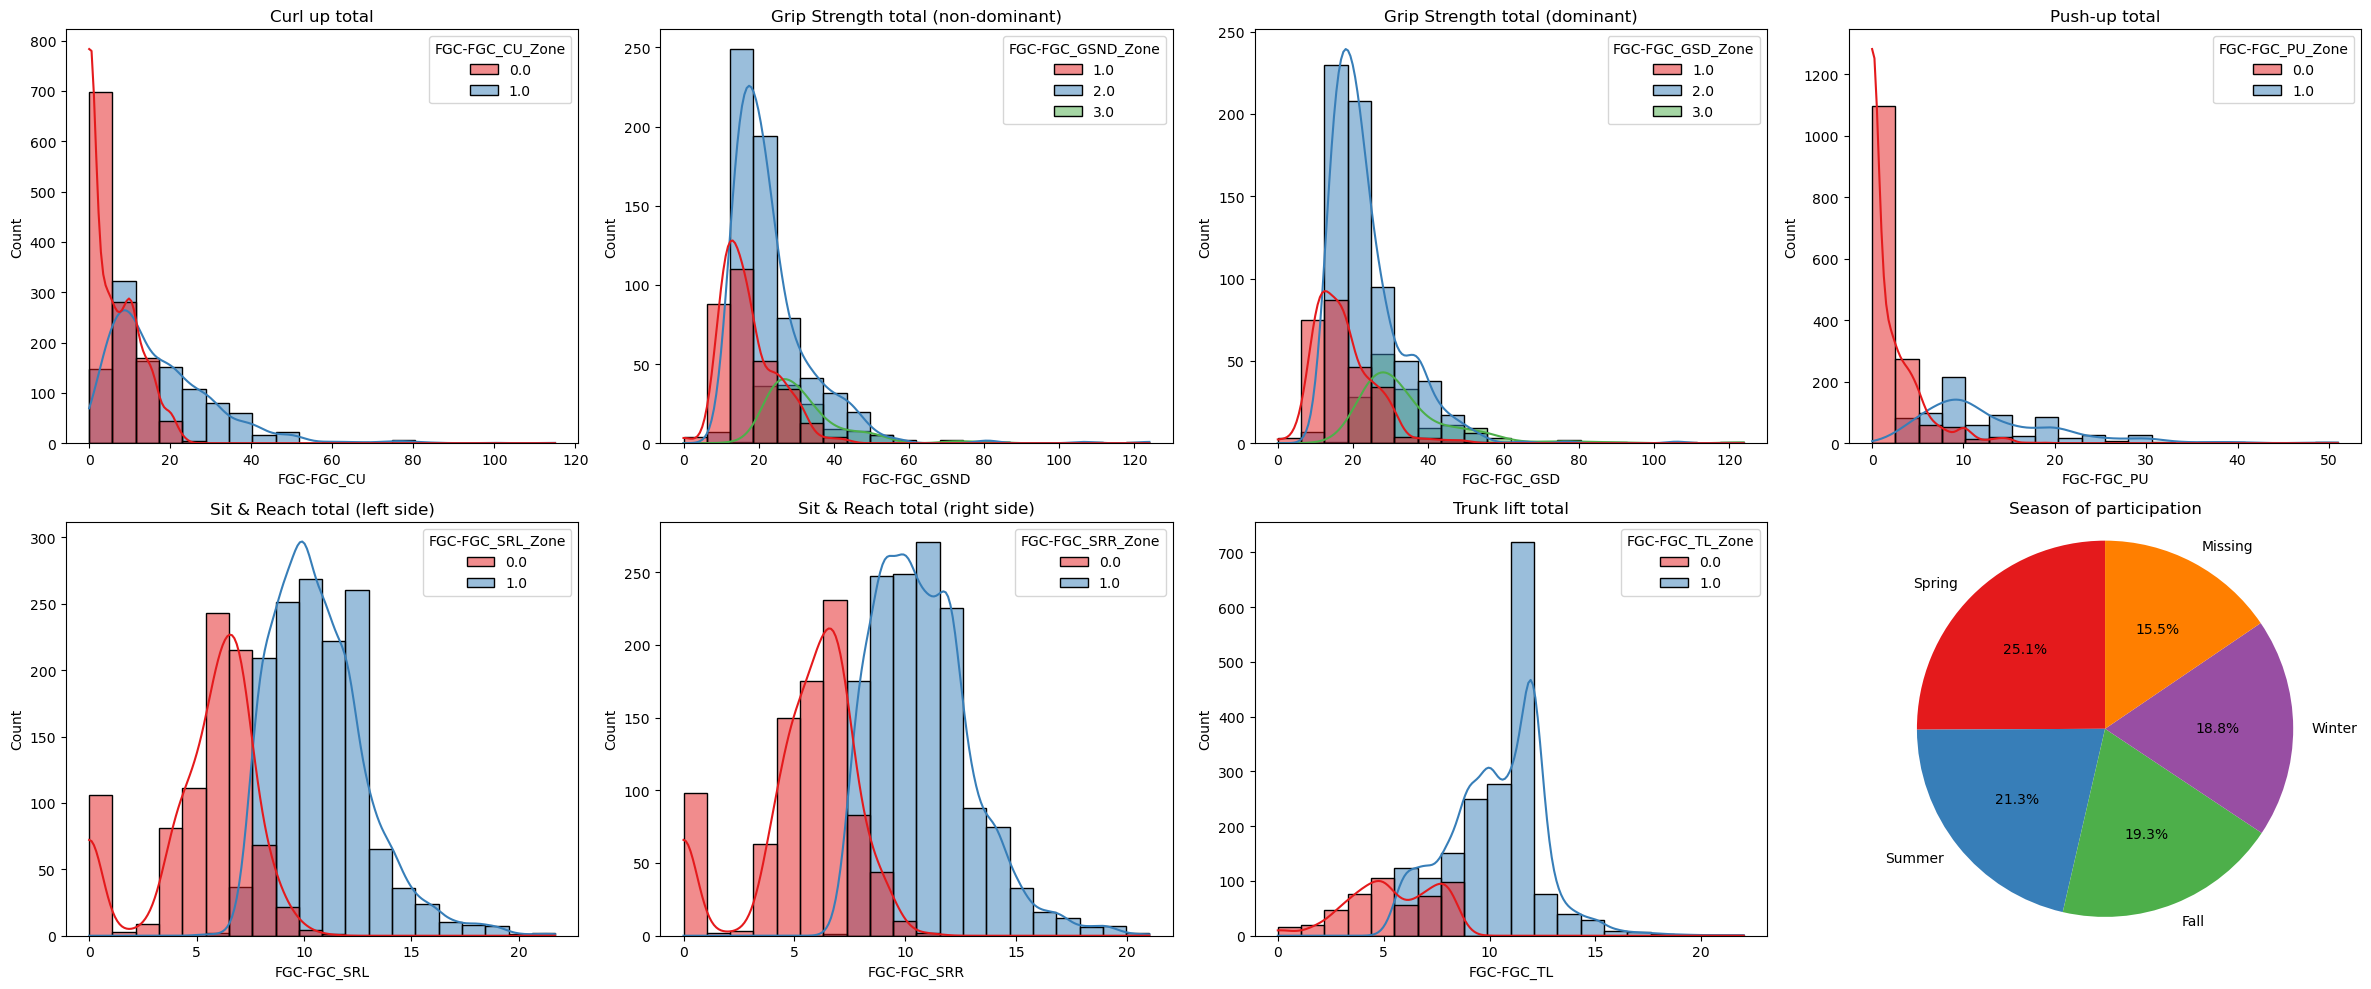 Curl up total
FGC-FGC_CU_Zone
0.0
1.0
Count
800
700
600
500
400
300
200
100
0
0 20 40 60 80 100 120
FGC-FGC_CU
Grip Strength total (non-dominant)
FGC-FGC_GSND_Zone
1.0
2.0
3.0
Count
250
200
150
100
50
0
0 20 40 60 80 100 120
FGC-FGC_GSND
Grip Strength total (dominant)
FGC-FGC_GSD_Zone
1.0
2.0
3.0
Count
250
200
150
100
50
0
0 20 40 60 80 100 120
FGC-FGC_GSD
Push-up total
FGC-FGC_PU_Zone
0.0
1.0
Count
1200
1000
800
600
400
200
0
0 10 20 30 40 50
FGC-FGC_PU
Sit & Reach total (left side)
FGC-FGC_SRL_Zone
0.0
1.0
Count
300
250
200
150
100
50
0
0 5 10 15 20
FGC-FGC_SRL
Sit & Reach total (right side)
FGC-FGC_SRR_Zone
0.0
1.0
Count
250
200
150
100
50
0
0 5 10 15 20
FGC-FGC_SRR
Trunk lift total
FGC-FGC_TL_Zone
0.0
1.0
Count
700
600
500
400
300
200
100
0
0 5 10 15 20
FGC-FGC_TL
Season of participation
Missing
Spring
15.5%
25.1%
18.8%
Winter
21.3%
19.3%
Summer
Fall